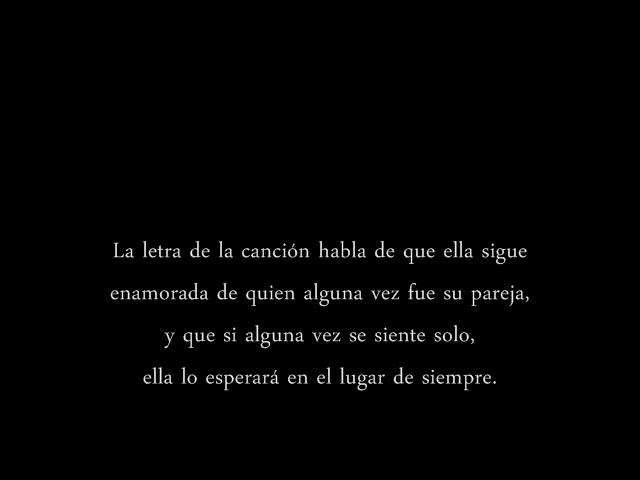 La letra de la canción habla de que ella sigue
enamorada de quien alguna vez fue su pareja,
y que si alguna vez se siente solo,
ella lo esperará en el lugar de siempre.